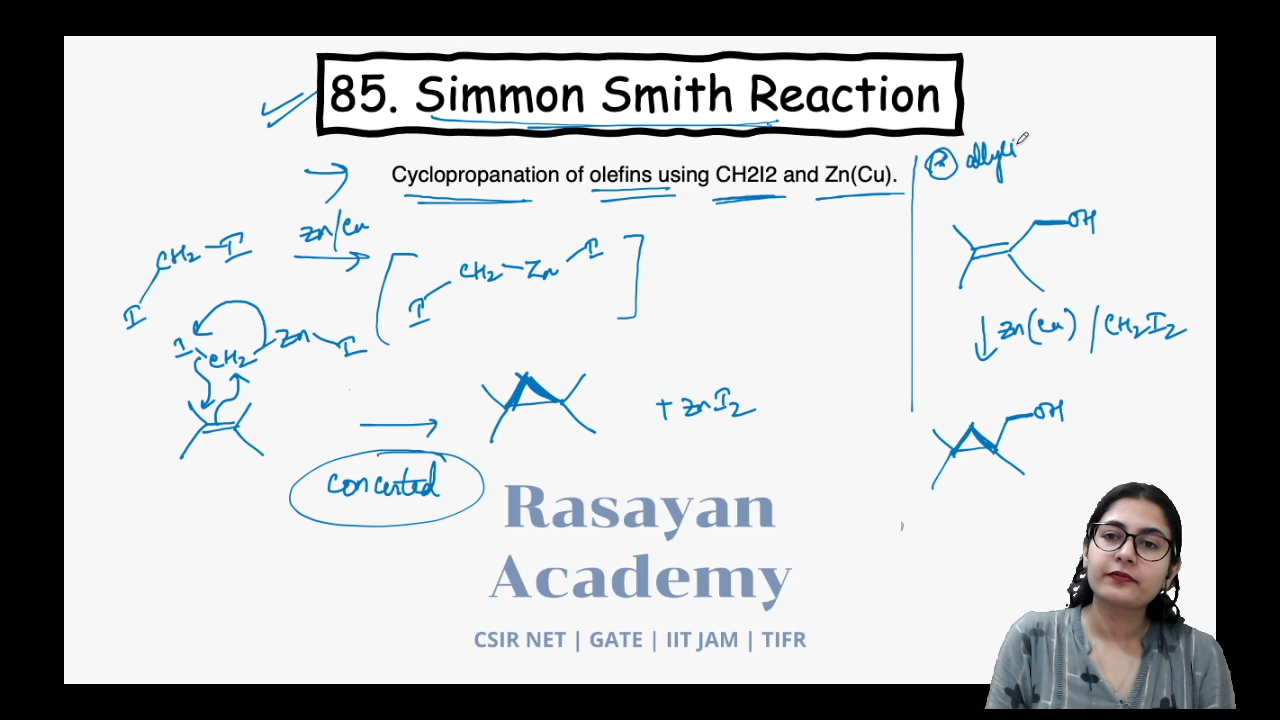 85. Simmon Smith Reaction
Cyclopropanation of olefins using CH2I2 and Zn(Cu).
CH2-I
I
Zn/Cu
I CH2-Zn I
I CH2 Zn I
concerted
+ ZnI2
OH
Zn(Cu) / CH2I2
OH
Rasayan
Academy
CSIR NET | GATE | IIT JAM | TIFR